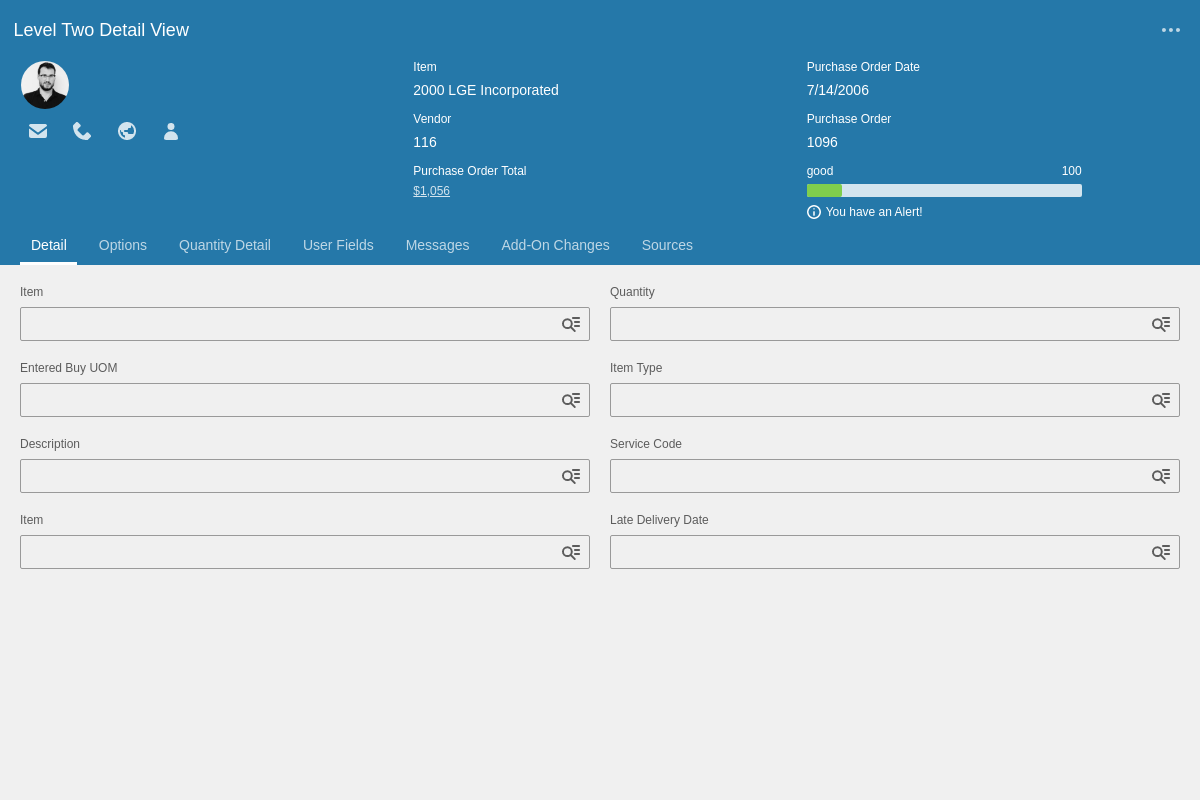 Level Two Detail View
Item
2000 LGE Incorporated
Vendor
116
Purchase Order Total
$1,056
Purchase Order Date
7/14/2006
Purchase Order
1096
good 100
You have an Alert!
Detail Options Quantity Detail User Fields Messages Add-On Changes Sources
Item Quantity
Entered Buy UOM Item Type
Description Service Code
Item Late Delivery Date